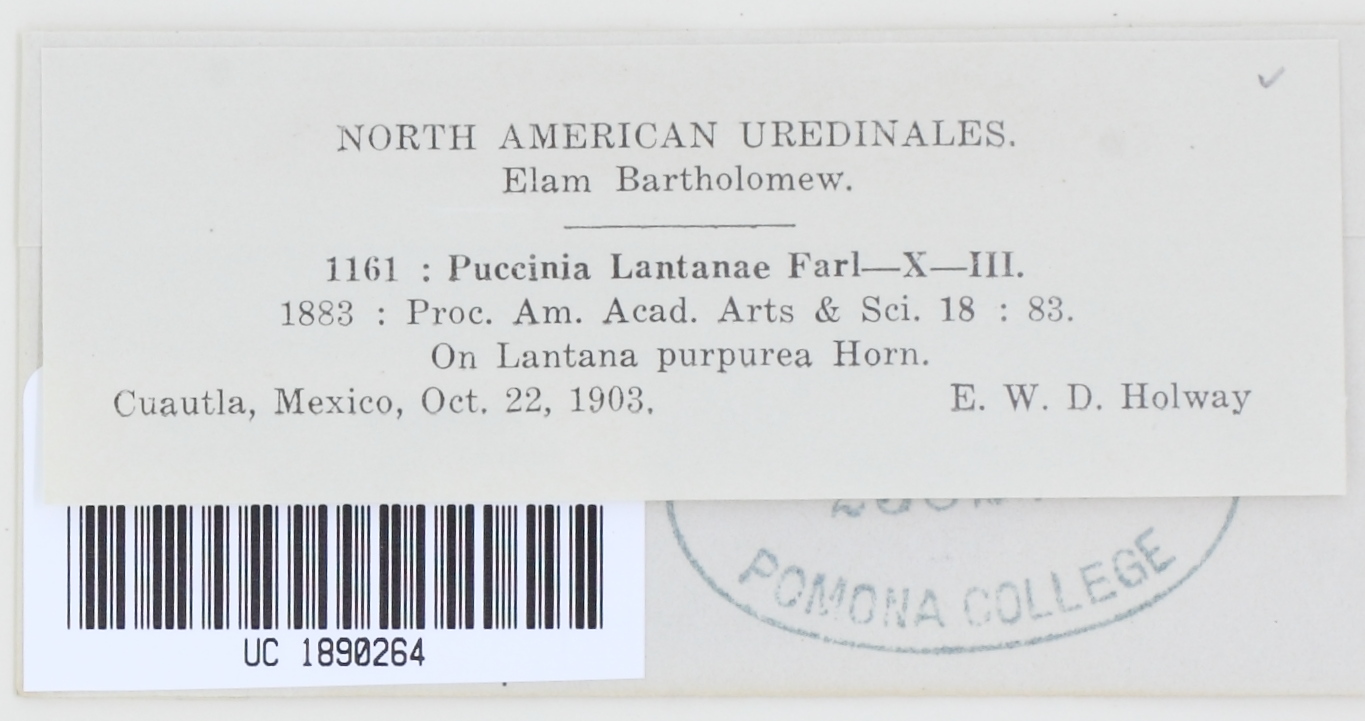 NORTH AMERICAN UREDINALES.
Elam Bartholomew.
1161 : Puccinia Lantanae Farl—X—III.
1883 : Proc. Am. Acad. Arts & Sci. 18 : 83.
On Lantana purpurea Horn.
Cuautla, Mexico, Oct. 22, 1903. E. W. D. Holway
POMONA COLLEGE
UC 1890264